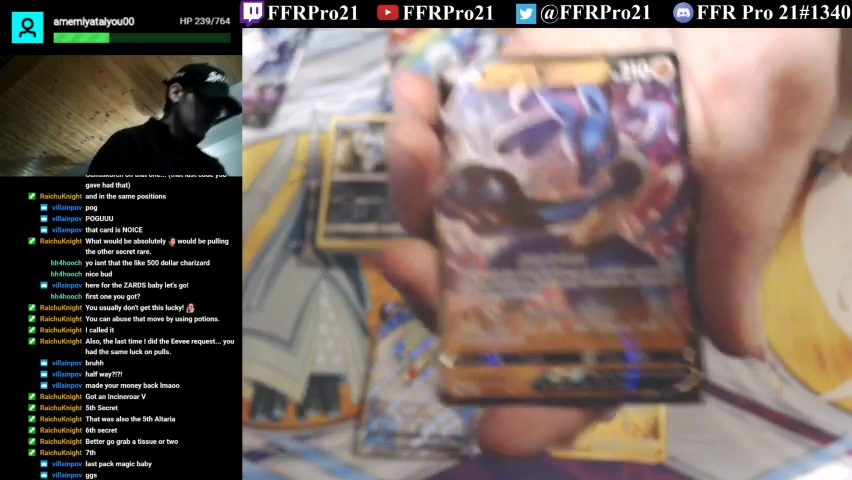 amemiyataiyou00
HP 239/764
FFRPro21
FFRPro21
@FFRPro21
FFR Pro 21#1340
gave had that)
RaichuKnight and in the same positions
villainpov pog
villainpov POGUUU
villainpov that card is NOICE
RaichuKnight What would be absolutely would be pulling
the other secret rare.
hh4hooch yo isnt that the like 500 dollar charizard
hh4hooch nice bud
villainpov here for the ZARDS baby let's go!
hh4hooch first one you got?
RaichuKnight You usually don't get this lucky!
RaichuKnight You can abuse that move by using potions.
RaichuKnight I called it
RaichuKnight Also, the last time I did the Eevee request... you
had the same luck on pulls.
villainpov bruhh
villainpov half way?!?!
villainpov made your money back lmaoo
RaichuKnight Got an Incineroar V
RaichuKnight 5th Secret
RaichuKnight That was also the 5th Altaria
RaichuKnight 6th secret
RaichuKnight Better go grab a tissue or two
RaichuKnight 7th
villainpov last pack magic baby
villainpov ggs